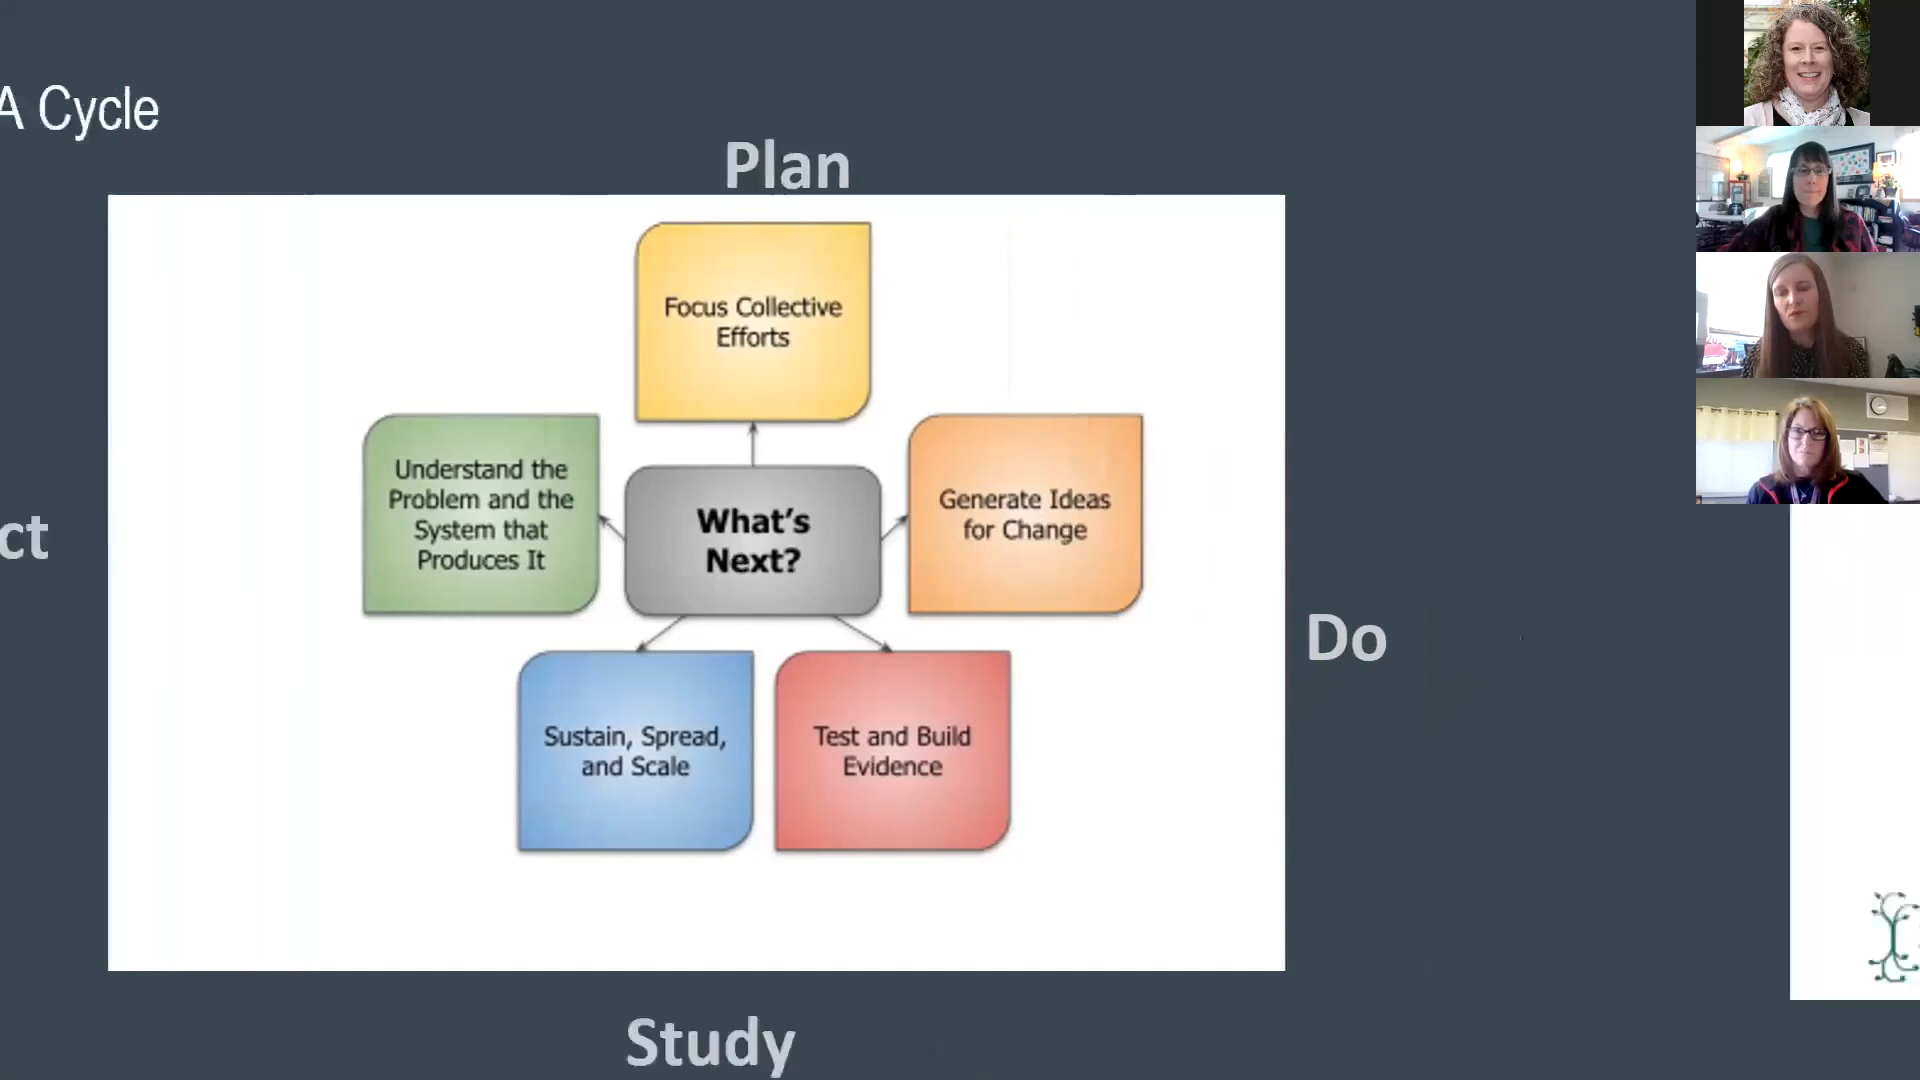 A Cycle
Plan
Focus Collective
Efforts
Understand the
Problem and the
System that
Produces It
What's
Next?
Generate Ideas
for Change
ct
Do
Sustain, Spread,
and Scale
Test and Build
Evidence
Study